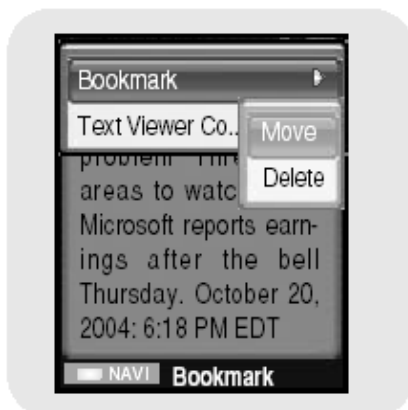 Bookmark
Text Viewer Co..
Move
Delete
problem Thre
areas to watc
Microsoft reports earn-
ings after the bell
Thursday. October 20,
2004: 6:18 PM EDT
NAVI Bookmark